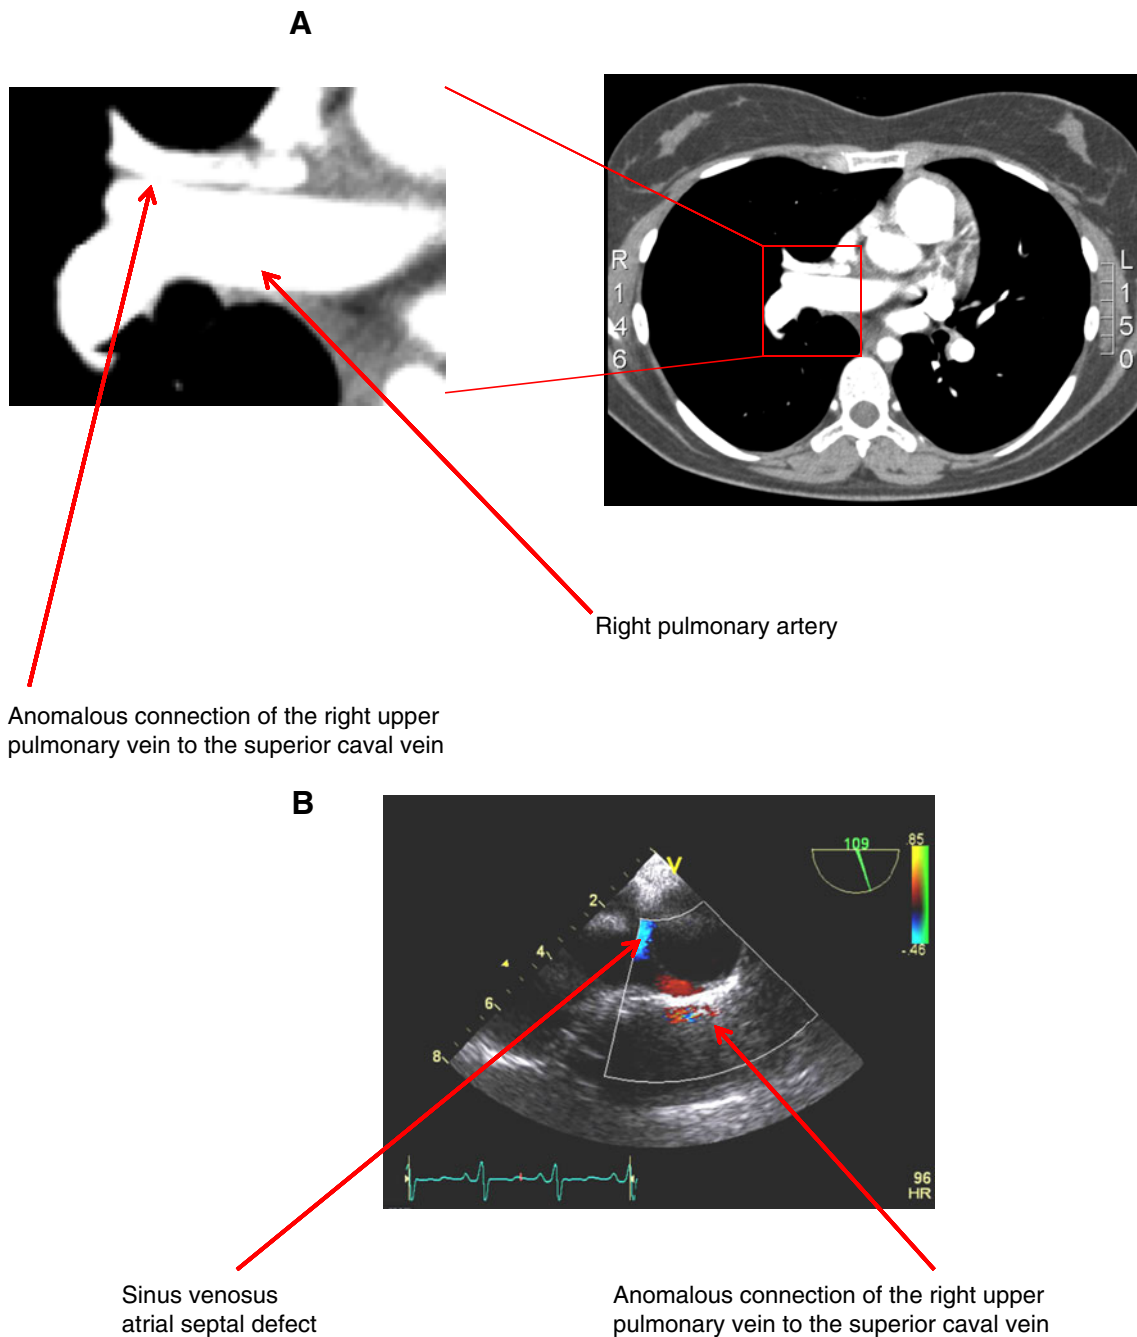 A
R
1
4
6
L
1
5
0
Right pulmonary artery
Anomalous connection of the right upper
pulmonary vein to the superior caval vein
B
V
109
.85
-.46
2
4
6
8
96
HR
Sinus venosus
atrial septal defect
Anomalous connection of the right upper
pulmonary vein to the superior caval vein